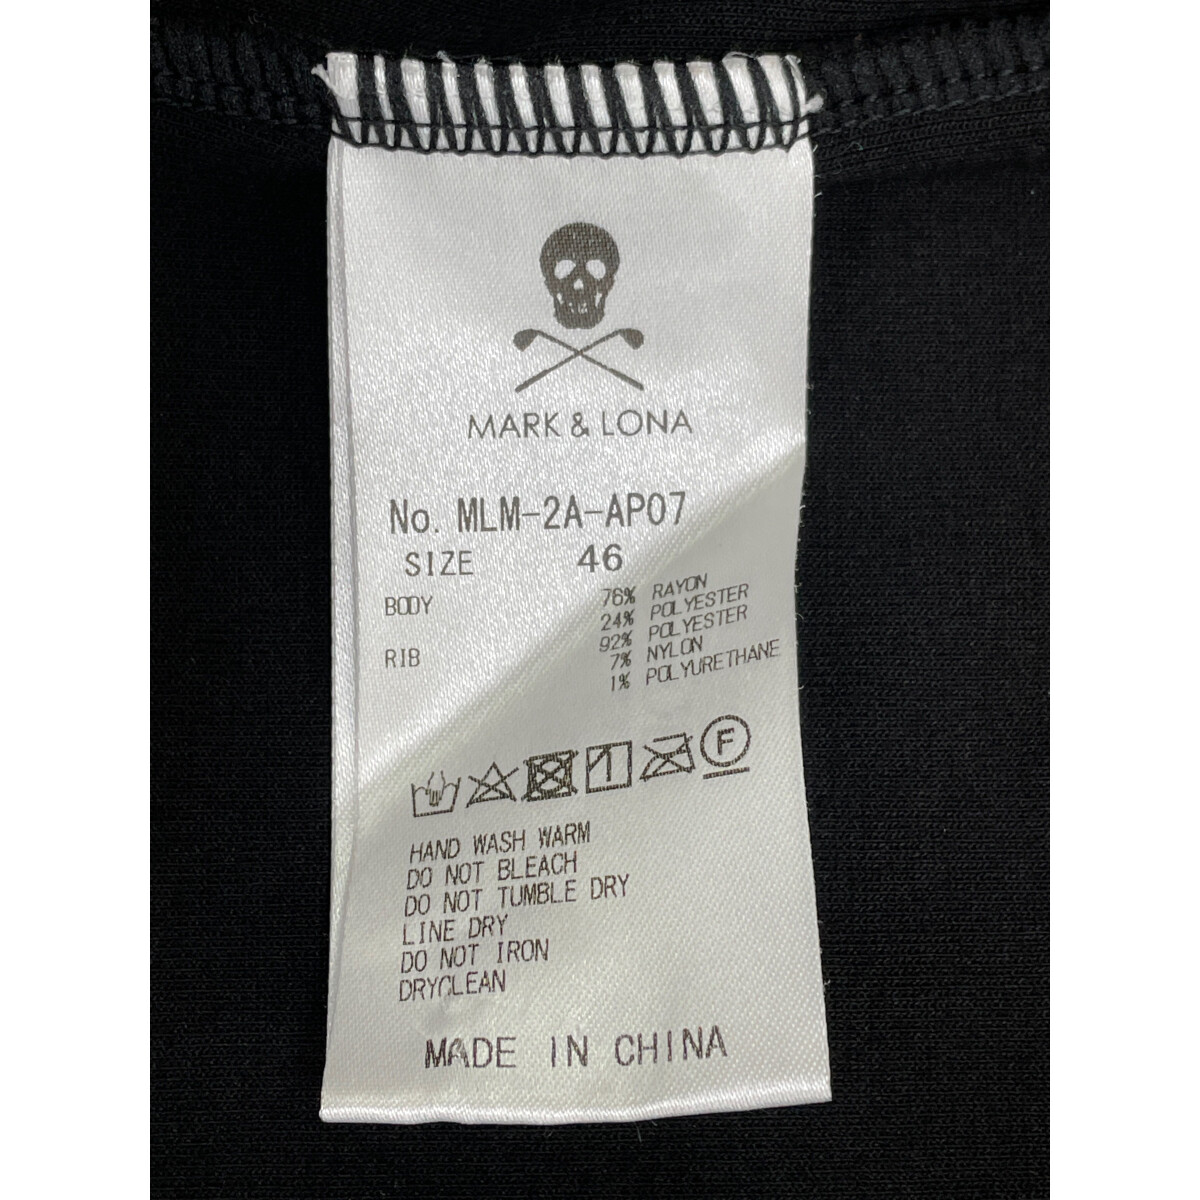 MARK & LONA
No. MLM-2A-AP07
SIZE 46
BODY 76% RAYON
24% POLYESTER
RIB 92% POLYESTER
7% NYLON
1% POLYURETHANE
F
HAND WASH WARM
DO NOT BLEACH
DO NOT TUMBLE DRY
LINE DRY
DO NOT IRON
DRYCLEAN
MADE IN CHINA